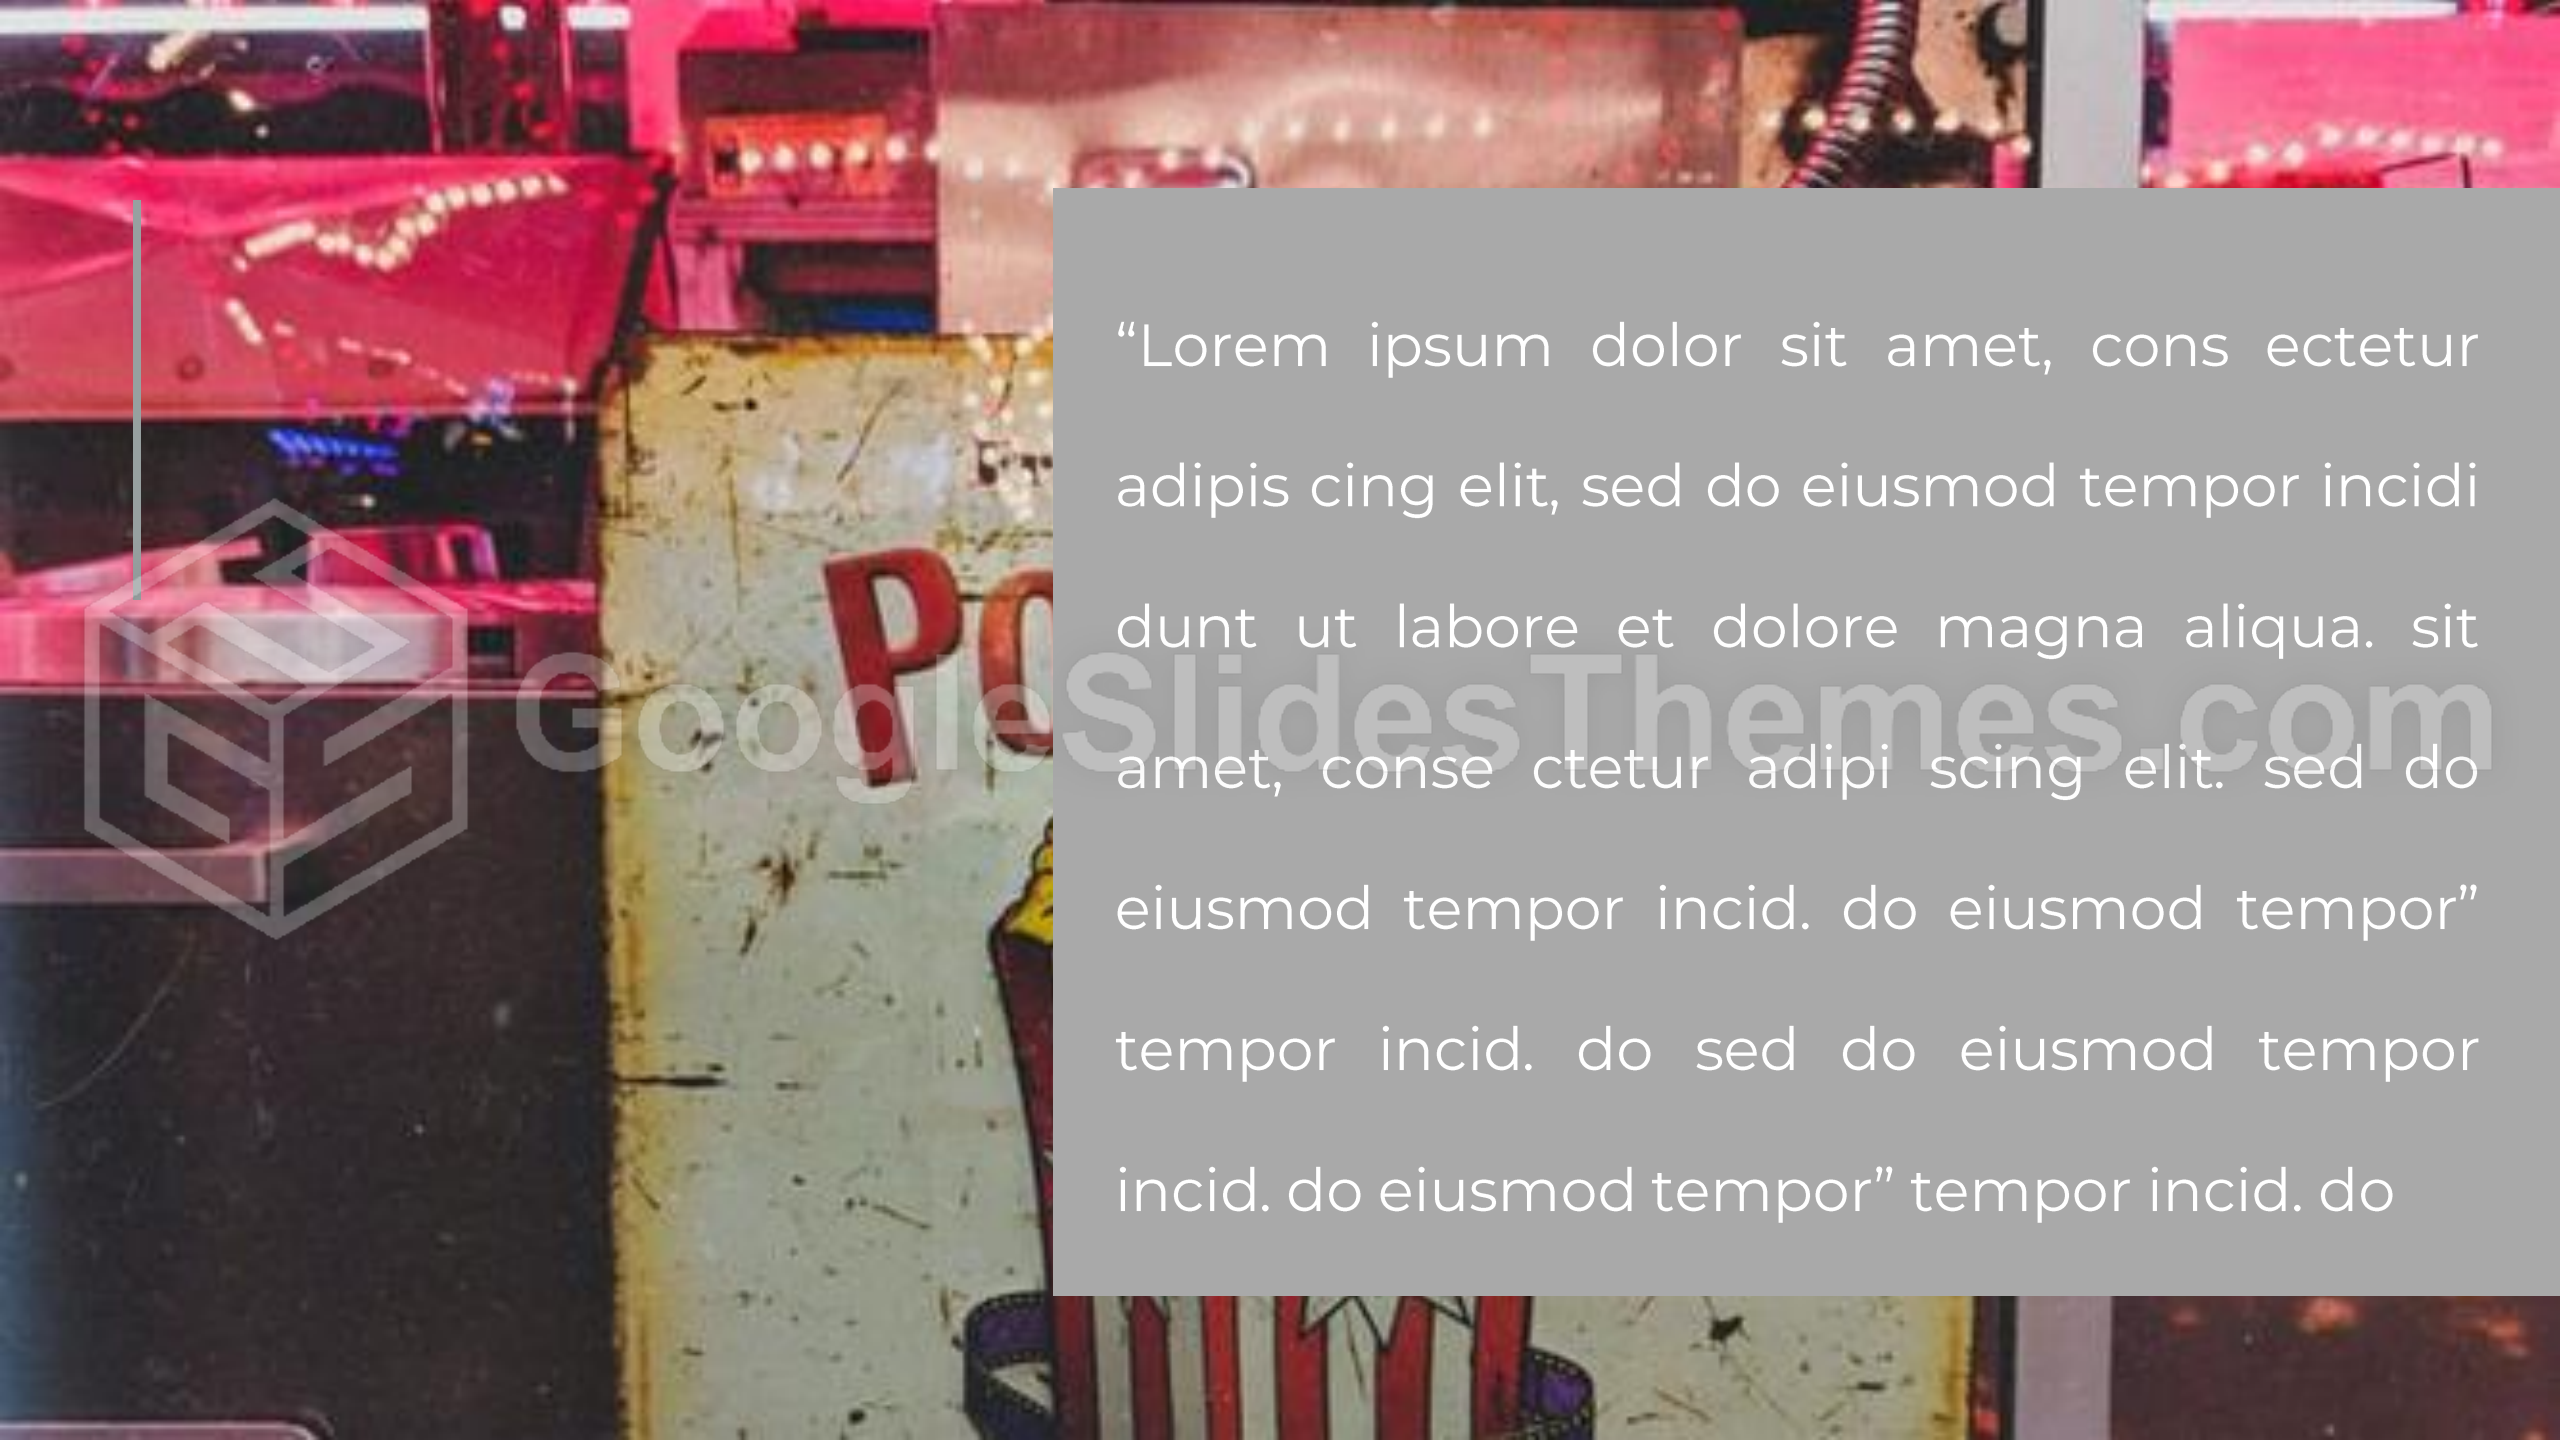 “Lorem ipsum dolor sit amet, cons ectetur
adipis cing elit, sed do eiusmod tempor incidi
dunt ut labore et dolore magna aliqua. sit
GoogleSlidesThemes.com
amet, conse ctetur adipi scing elit. sed do
eiusmod tempor incid. do eiusmod tempor”
tempor incid. do sed do eiusmod tempor
incid. do eiusmod tempor” tempor incid. do